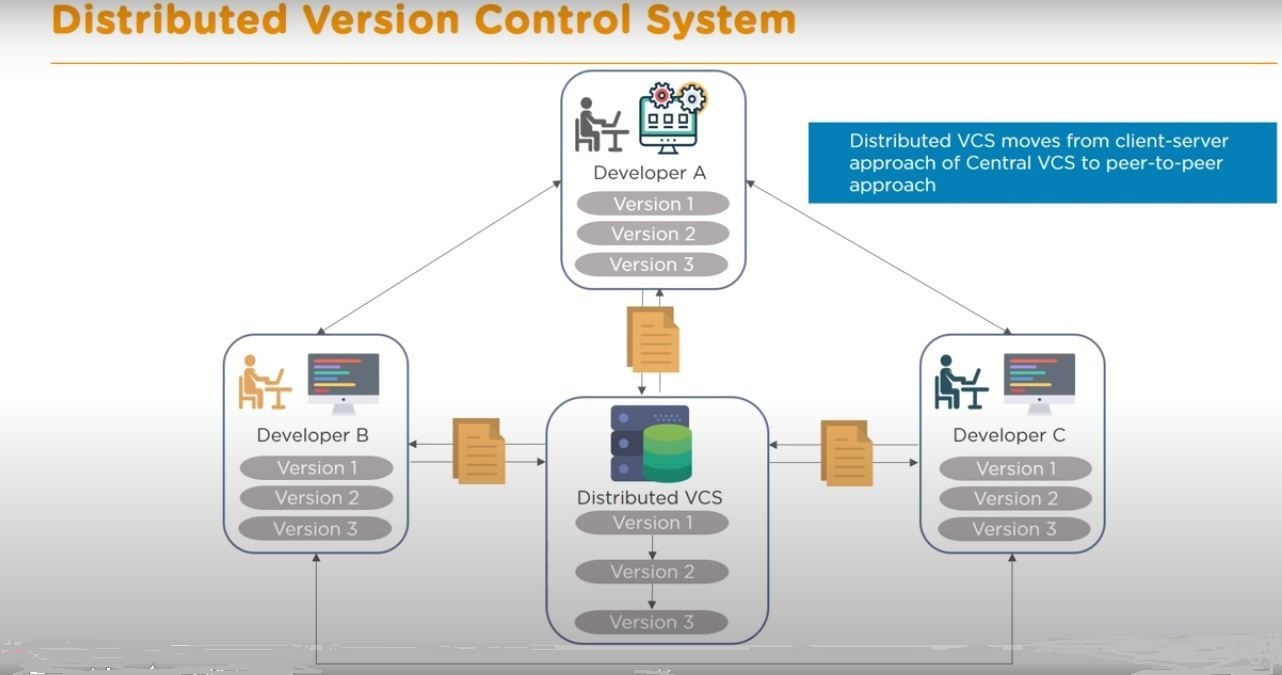 Distributed Version Control System
Distributed VCS moves from client-server
approach of Central VCS to peer-to-peer
approach
Developer A
Version 1
Version 2
Version 3
Developer B
Version 1
Version 2
Version 3
Distributed VCS
Version 1
Version 2
Version 3
Developer C
Version 1
Version 2
Version 3